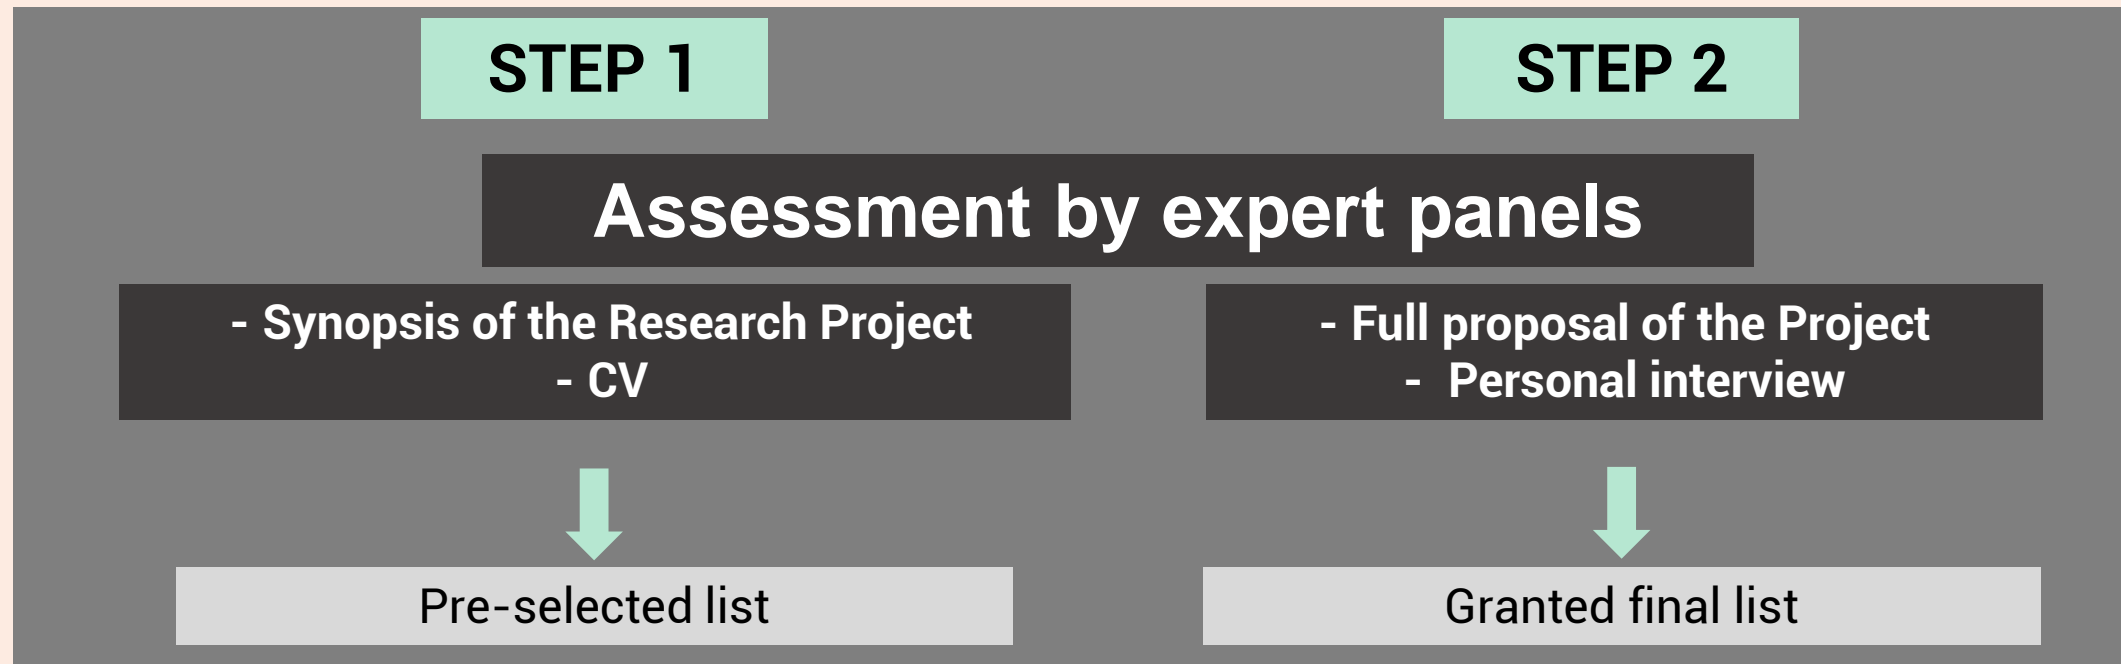 STEP 1
STEP 2
Assessment by expert panels
- Synopsis of the Research Project
- CV
- Full proposal of the Project
- Personal interview
Pre-selected list
Granted final list